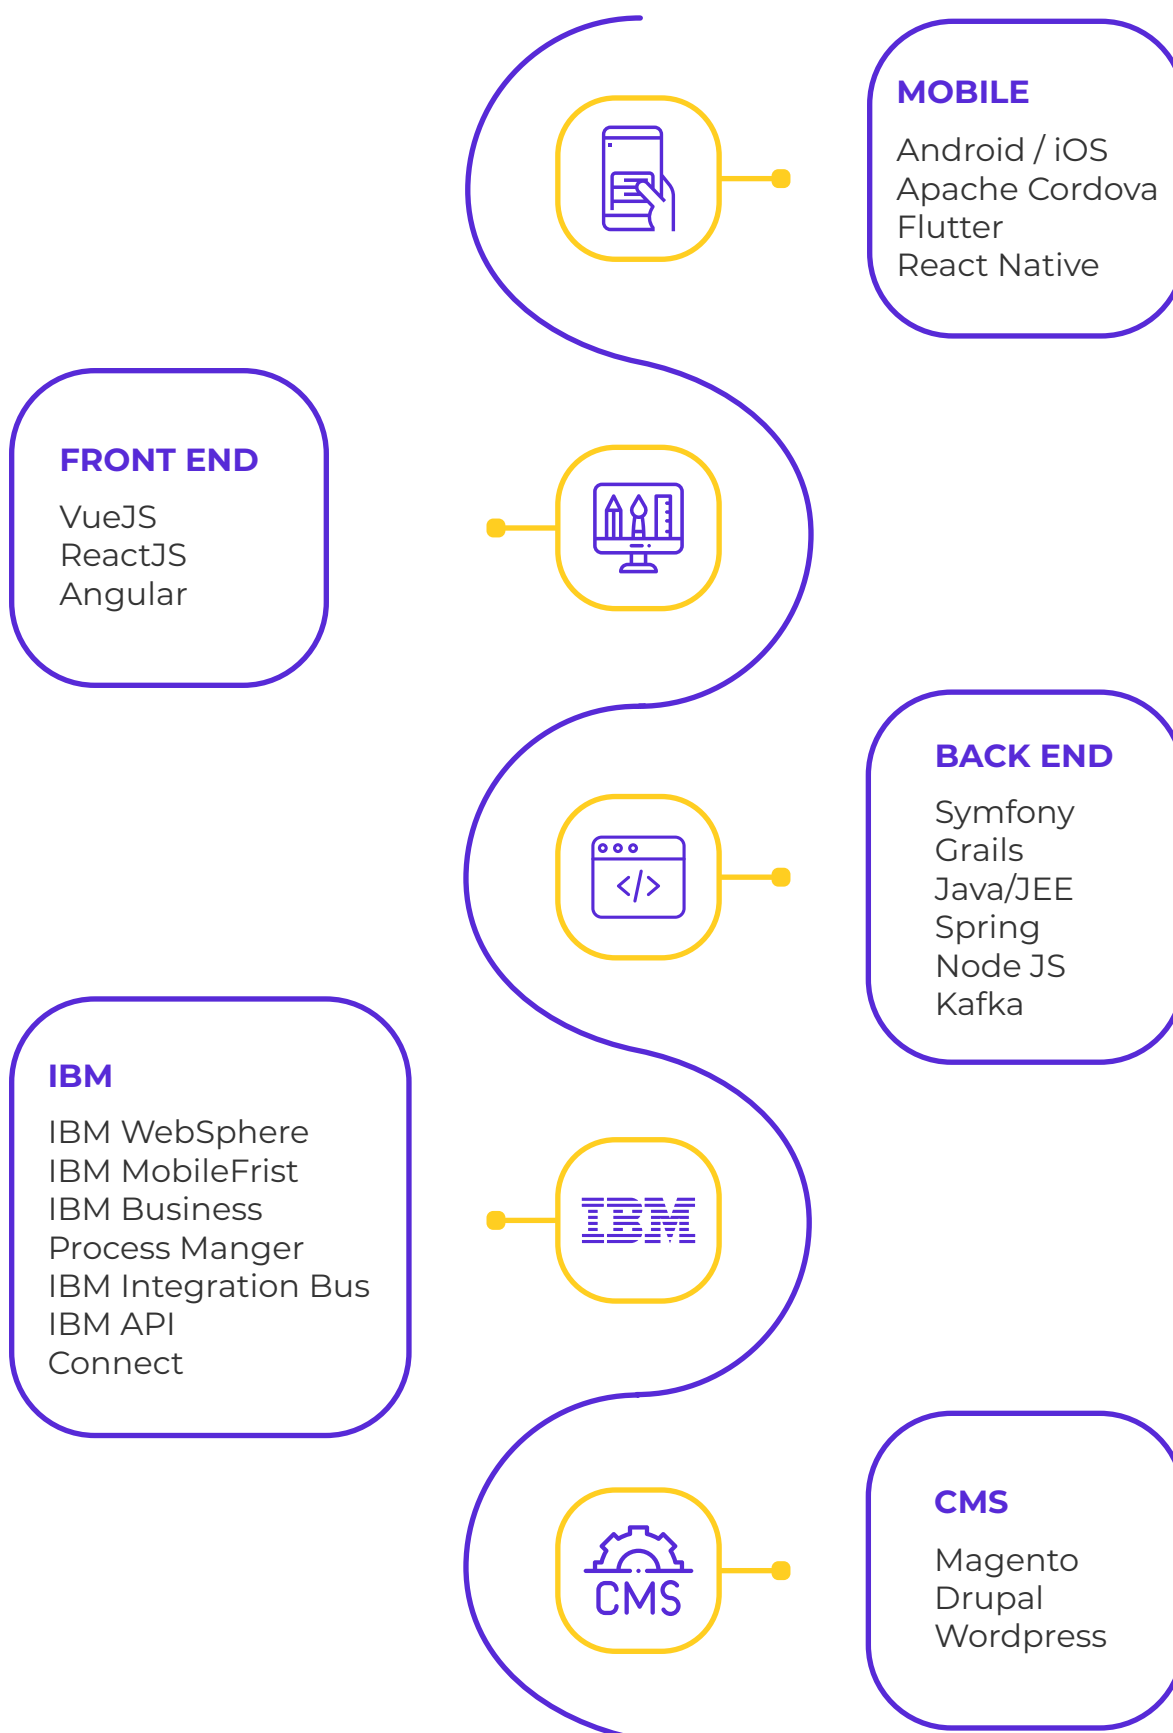 MOBILE
Android / iOS
Apache Cordova
Flutter
React Native
FRONT END
VueJS
ReactJS
Angular
BACK END
Symfony
Grails
Java/JEE
Spring
Node JS
Kafka
</>
IBM
IBM WebSphere
IBM MobileFrist
IBM Business
Process Manger
IBM Integration Bus
IBM API
Connect
IBM
CMS
CMS
Magento
Drupal
Wordpress